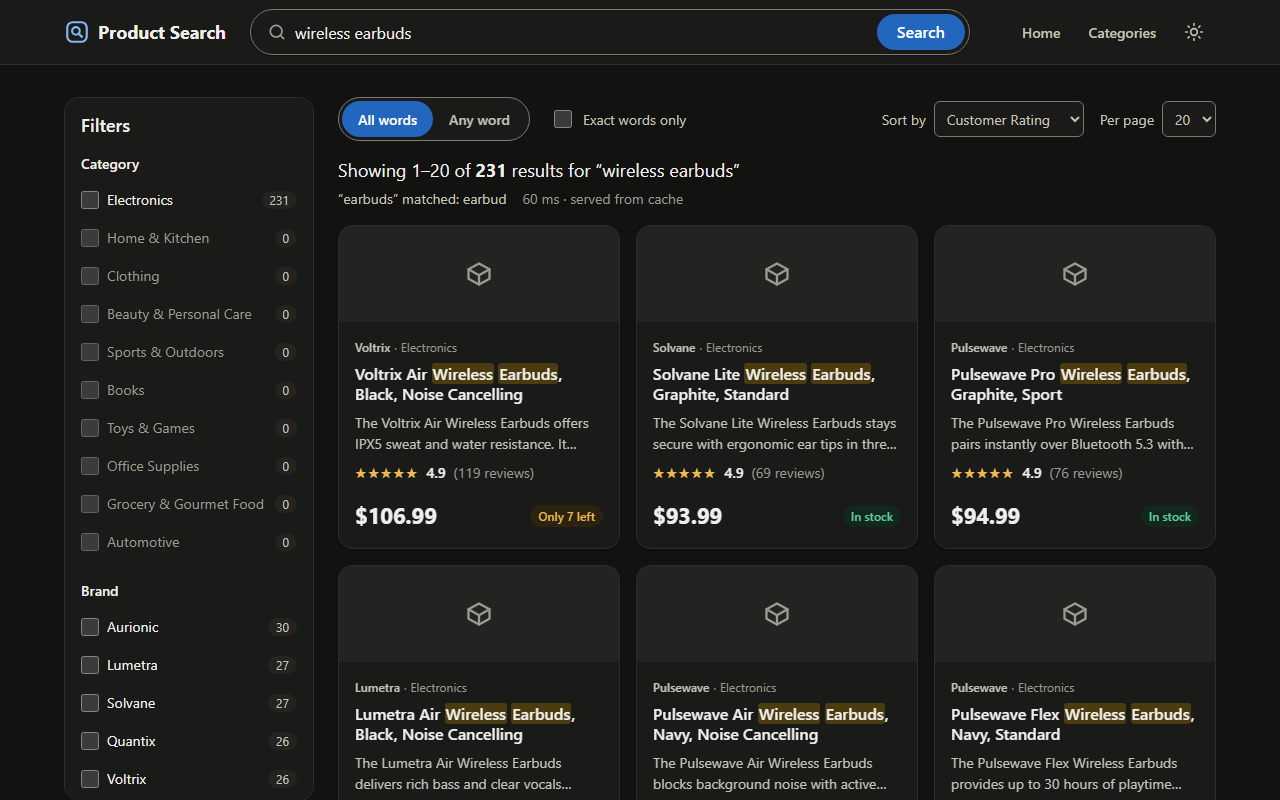 Product Search
wireless earbuds
Search
Home
Categories
Filters
Category
Electronics 231
Home & Kitchen 0
Clothing 0
Beauty & Personal Care 0
Sports & Outdoors 0
Books 0
Toys & Games 0
Office Supplies 0
Grocery & Gourmet Food 0
Automotive 0
Brand
Aurionic 30
Lumetra 27
Solvane 27
Quantix 26
Voltrix 26
All words
Any word
Exact words only
Sort by Customer Rating
Per page 20
Showing 1–20 of 231 results for “wireless earbuds”
“earbuds” matched: earbud 60 ms · served from cache
Voltrix · Electronics
Voltrix Air Wireless Earbuds,
Black, Noise Cancelling
The Voltrix Air Wireless Earbuds offers
IPX5 sweat and water resistance. It...
★★★★★ 4.9 (119 reviews)
$106.99 Only 7 left
Solvane · Electronics
Solvane Lite Wireless Earbuds,
Graphite, Standard
The Solvane Lite Wireless Earbuds stays
secure with ergonomic ear tips in thre...
★★★★★ 4.9 (69 reviews)
$93.99 In stock
Pulsewave · Electronics
Pulsewave Pro Wireless Earbuds,
Graphite, Sport
The Pulsewave Pro Wireless Earbuds
pairs instantly over Bluetooth 5.3 with...
★★★★★ 4.9 (76 reviews)
$94.99 In stock
Lumetra · Electronics
Lumetra Air Wireless Earbuds,
Black, Noise Cancelling
The Lumetra Air Wireless Earbuds
delivers rich bass and clear vocals...
Pulsewave · Electronics
Pulsewave Air Wireless Earbuds,
Navy, Noise Cancelling
The Pulsewave Air Wireless Earbuds
blocks background noise with active...
Pulsewave · Electronics
Pulsewave Flex Wireless Earbuds,
Navy, Standard
The Pulsewave Flex Wireless Earbuds
provides up to 30 hours of playtime...